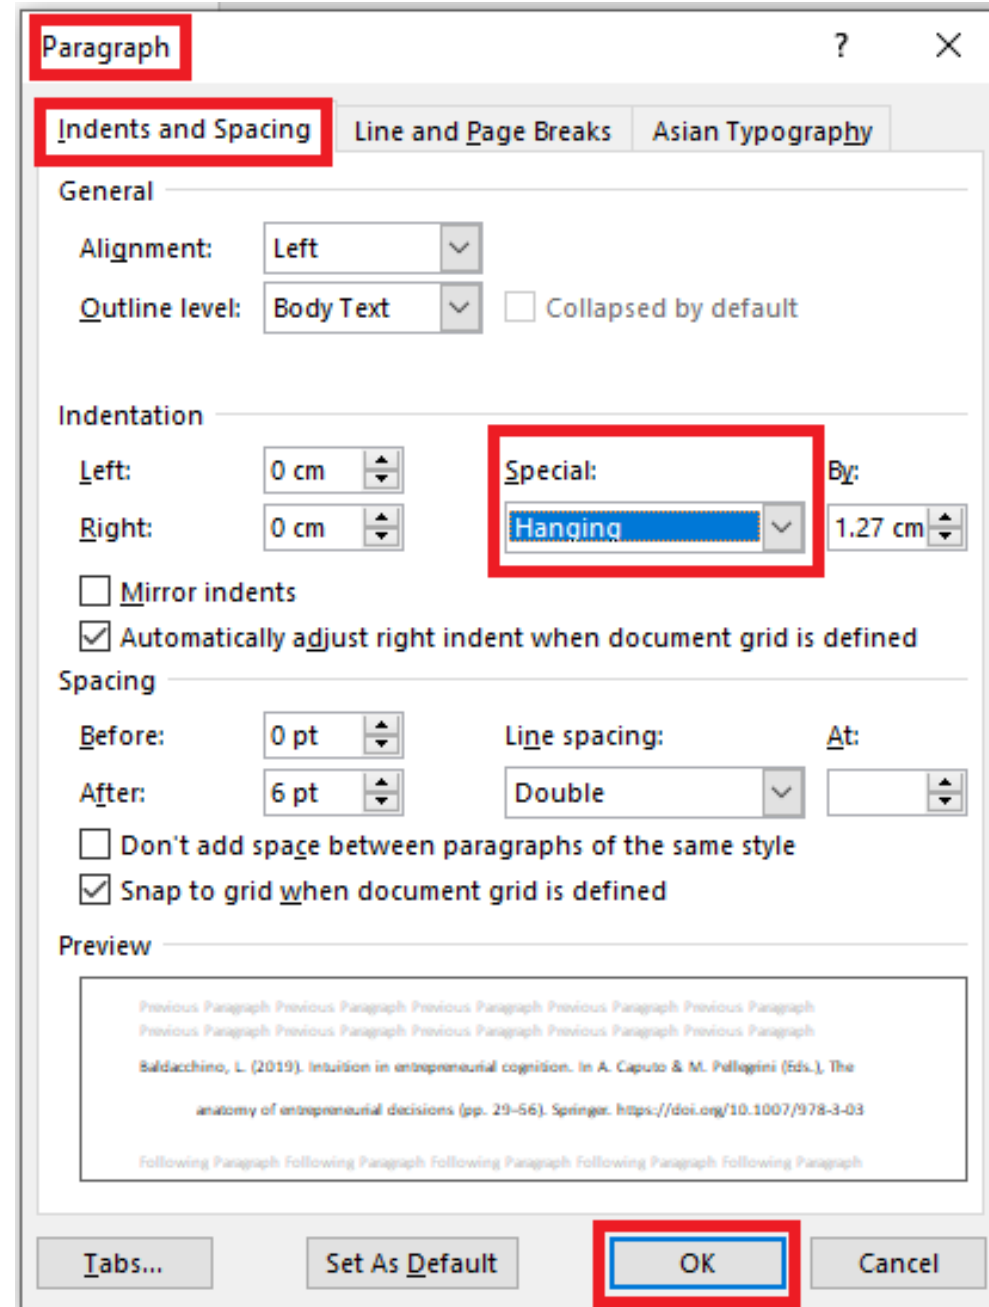 Paragraph ?
Indents and Spacing Line and Page Breaks Asian Typography
General
Alignment: Left
Outline level: Body Text Collapsed by default
Indentation
Left: 0 cm Special: By:
Right: 0 cm Hanging 1.27 cm
Mirror indents
Automatically adjust right indent when document grid is defined
Spacing
Before: 0 pt Line spacing: At:
After: 6 pt Double
Don't add space between paragraphs of the same style
Snap to grid when document grid is defined
Preview
Previous Paragraph Previous Paragraph Previous Paragraph Previous Paragraph Previous Paragraph
Previous Paragraph Previous Paragraph Previous Paragraph Previous Paragraph Previous Paragraph
Baldacchino, L. (2019). Intuition in entrepreneurial cognition. In A. Caputo & M. Pellegrini (Eds.), The
anatomy of entrepreneurial decisions (pp. 29–56). Springer. https://doi.org/10.1007/978-3-03
Following Paragraph Following Paragraph Following Paragraph Following Paragraph Following Paragraph
Tabs... Set As Default OK Cancel